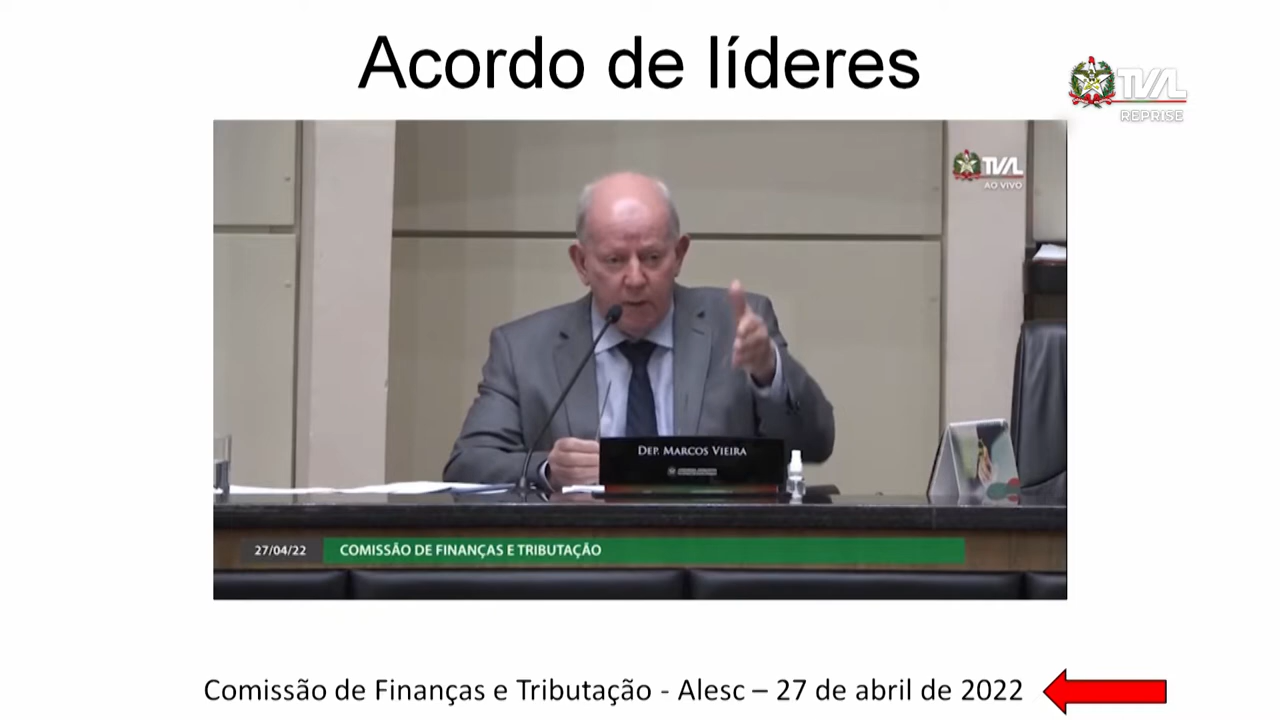 Acordo de líderes
TVAL
REPRISE
TVAL
AO VIVO
DEP. MARCOS VIEIRA
27/04/22
COMISSÃO DE FINANÇAS E TRIBUTAÇÃO
Comissão de Finanças e Tributação - Alesc – 27 de abril de 2022